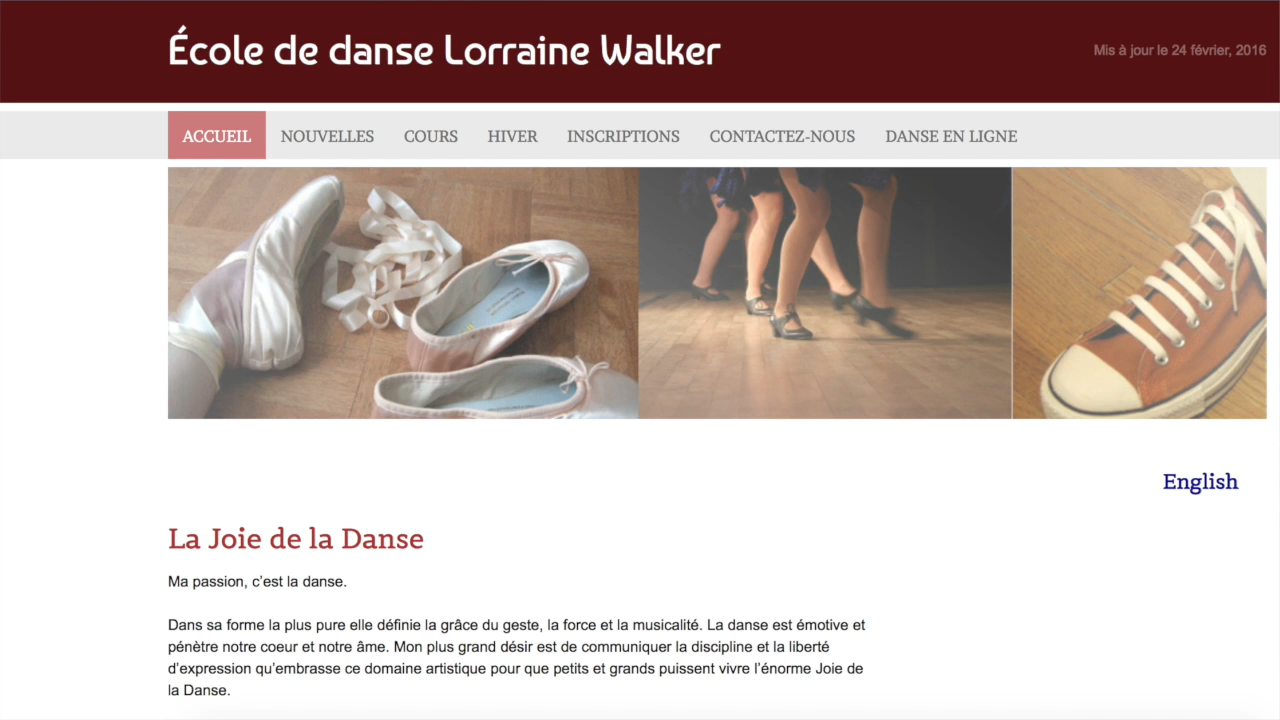 École de danse Lorraine Walker
Mis à jour le 24 février, 2016
ACCUEIL NOUVELLES COURS HIVER INSCRIPTIONS CONTACTEZ-NOUS DANSE EN LIGNE
English
La Joie de la Danse
Ma passion, c’est la danse.
Dans sa forme la plus pure elle définie la grâce du geste, la force et la musicalité. La danse est émotive et
pénètre notre coeur et notre âme. Mon plus grand désir est de communiquer la discipline et la liberté
d’expression qu’embrasse ce domaine artistique pour que petits et grands puissent vivre l’énorme Joie de
la Danse.